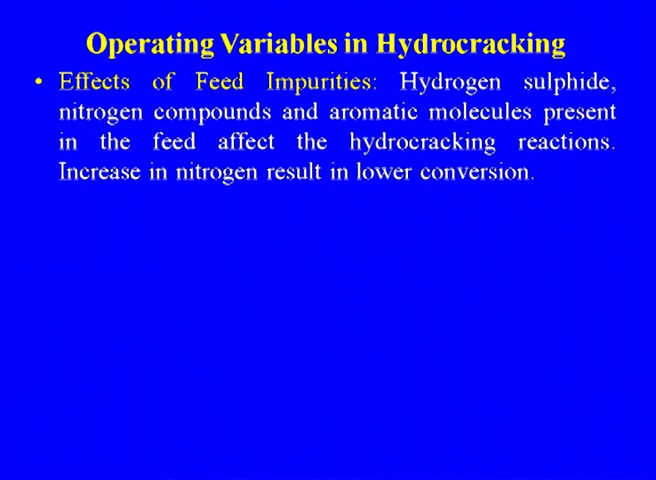 Operating Variables in Hydrocracking
• Effects of Feed Impurities: Hydrogen sulphide,
nitrogen compounds and aromatic molecules present
in the feed affect the hydrocracking reactions.
Increase in nitrogen result in lower conversion.